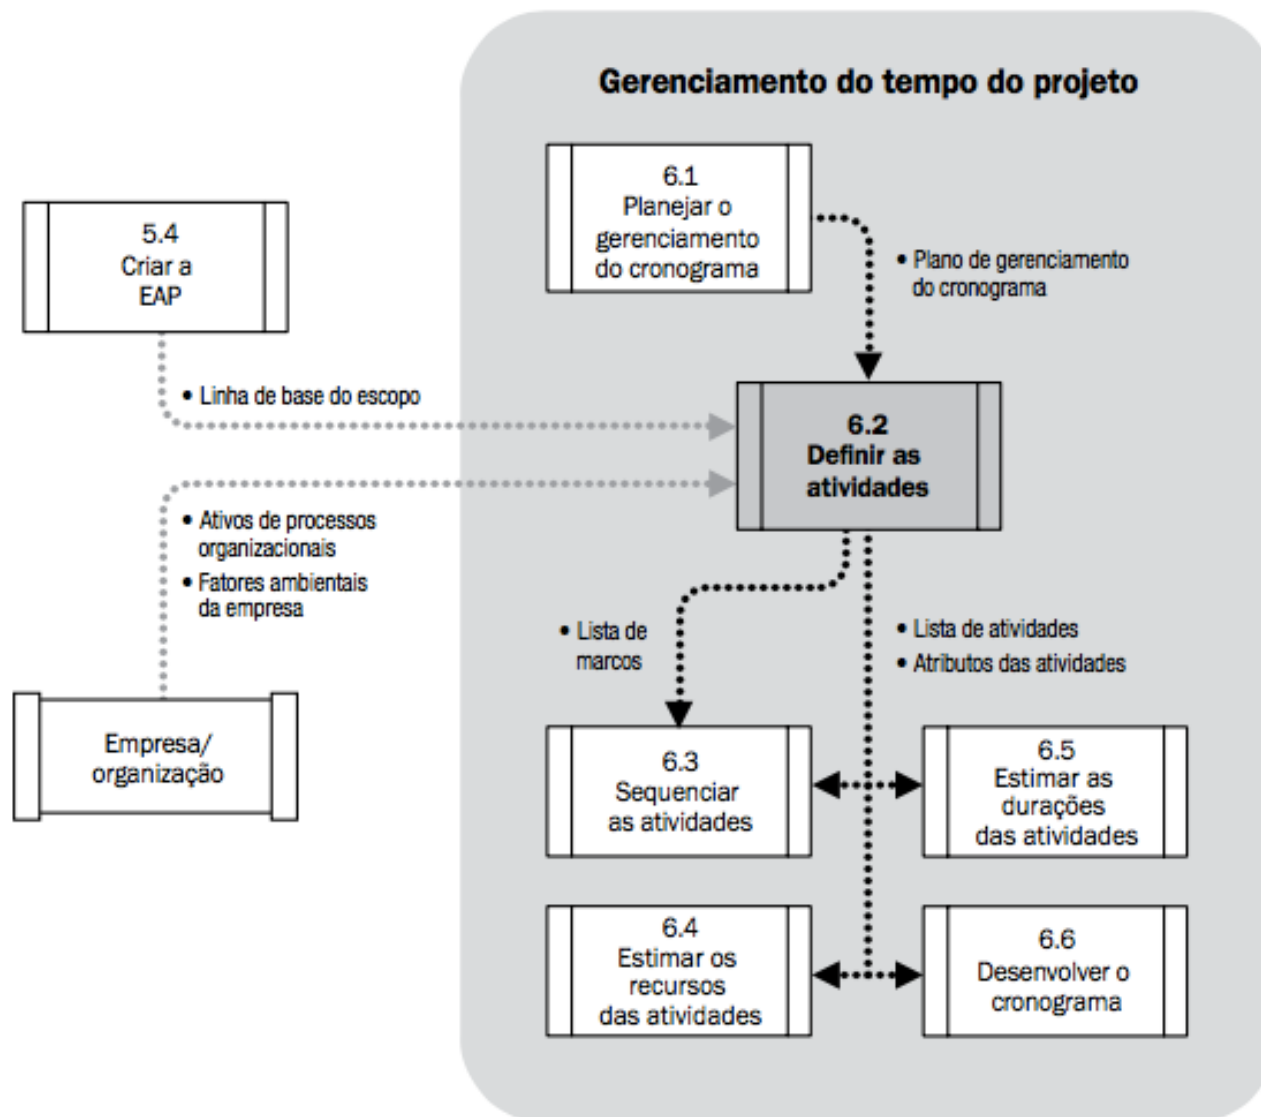 Gerenciamento do tempo do projeto
6.1
Planejar o
gerenciamento
do cronograma
5.4
Criar a
EAP
• Plano de gerenciamento
do cronograma
• Linha de base do escopo
6.2
Definir as
atividades
• Ativos de processos
organizacionais
• Fatores ambientais
da empresa
• Lista de
marcos
• Lista de atividades
• Atributos das atividades
Empresa/
organização
6.3
Sequenciar
as atividades
6.5
Estimar as
durações
das atividades
6.4
Estimar os
recursos
das atividades
6.6
Desenvolver o
cronograma